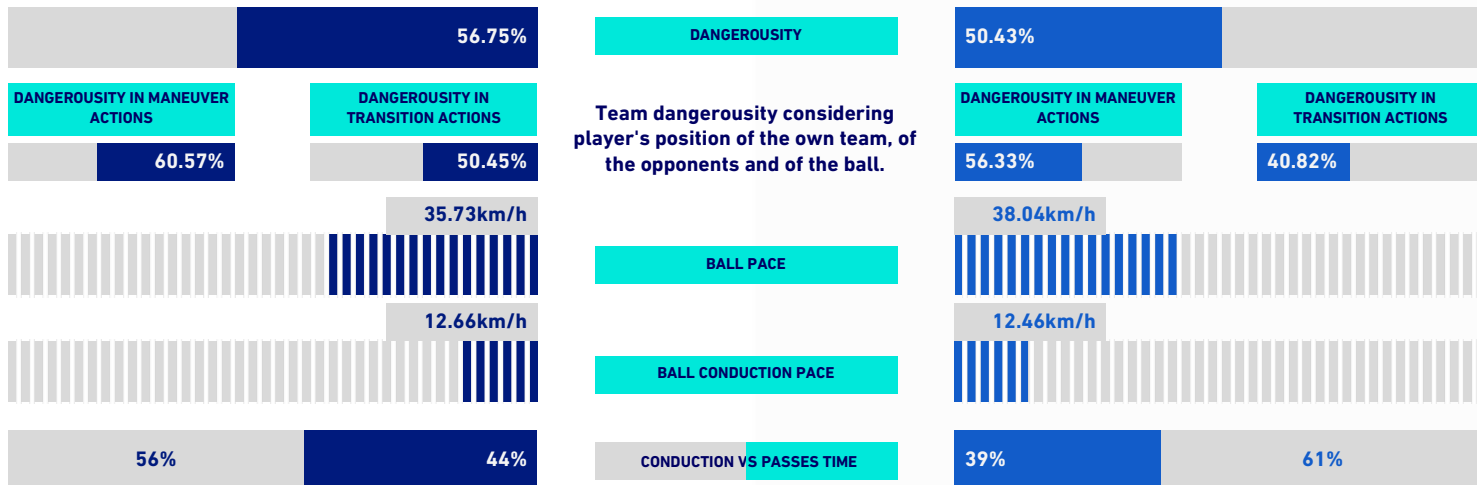 56.75%
DANGEROUSITY
50.43%
DANGEROUSITY IN MANEUVER
ACTIONS
DANGEROUSITY IN
TRANSITION ACTIONS
60.57%
50.45%
Team dangerousity considering
player's position of the own team, of
the opponents and of the ball.
DANGEROUSITY IN MANEUVER
ACTIONS
DANGEROUSITY IN
TRANSITION ACTIONS
56.33%
40.82%
35.73km/h
BALL PACE
38.04km/h
12.66km/h
BALL CONDUCTION PACE
12.46km/h
56%
44%
CONDUCTION VS PASSES TIME
39%
61%